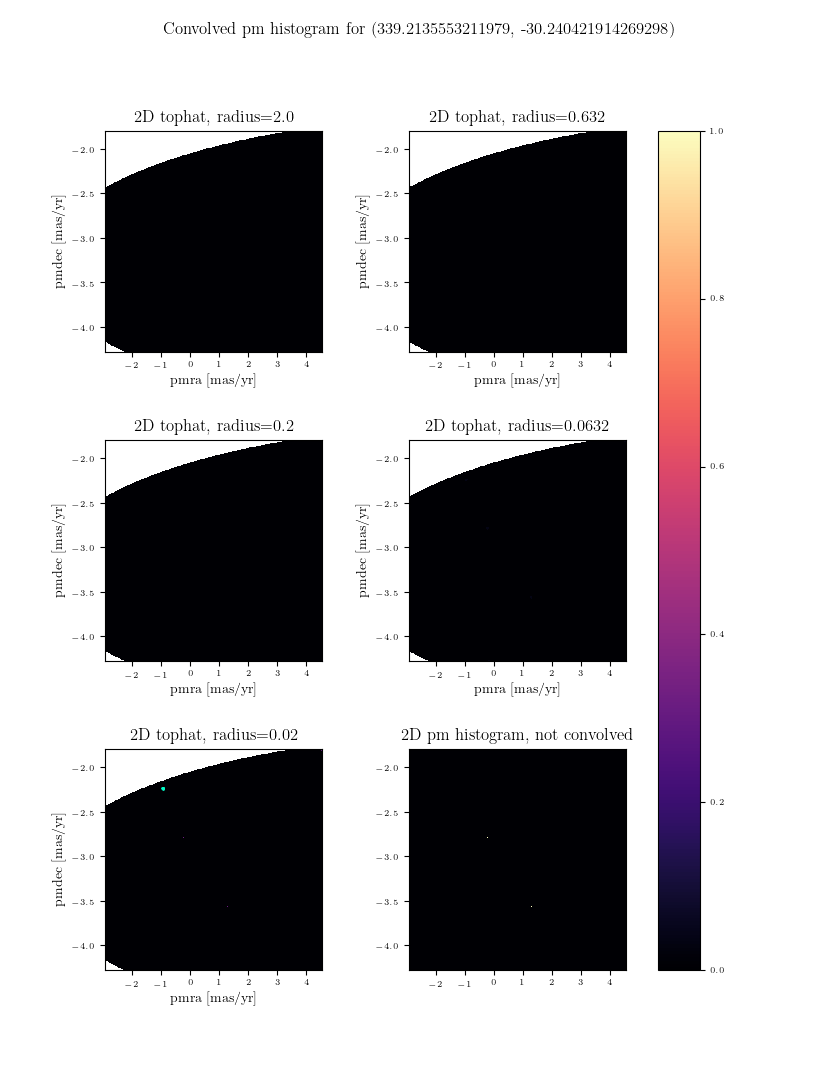 Convolved pm histogram for (339.2135553211979, -30.240421914269298)
2D tophat, radius=2.0
2D tophat, radius=0.632
1.0
−2.0
−2.5
−3.0
−3.5
−4.0
pmdec [mas/yr]
−2 −1 0 1 2 3 4
pmra [mas/yr]
−2.0
−2.5
−3.0
−3.5
−4.0
pmdec [mas/yr]
−2 −1 0 1 2 3 4
pmra [mas/yr]
0.8
2D tophat, radius=0.2
2D tophat, radius=0.0632
0.6
−2.0
−2.5
−3.0
−3.5
−4.0
pmdec [mas/yr]
−2 −1 0 1 2 3 4
pmra [mas/yr]
−2.0
−2.5
−3.0
−3.5
−4.0
pmdec [mas/yr]
−2 −1 0 1 2 3 4
pmra [mas/yr]
0.4
2D tophat, radius=0.02
2D pm histogram, not convolved
−2.0
−2.5
−3.0
−3.5
−4.0
pmdec [mas/yr]
−2 −1 0 1 2 3 4
pmra [mas/yr]
−2.0
−2.5
−3.0
−3.5
−4.0
−2 −1 0 1 2 3 4
0.2
0.0